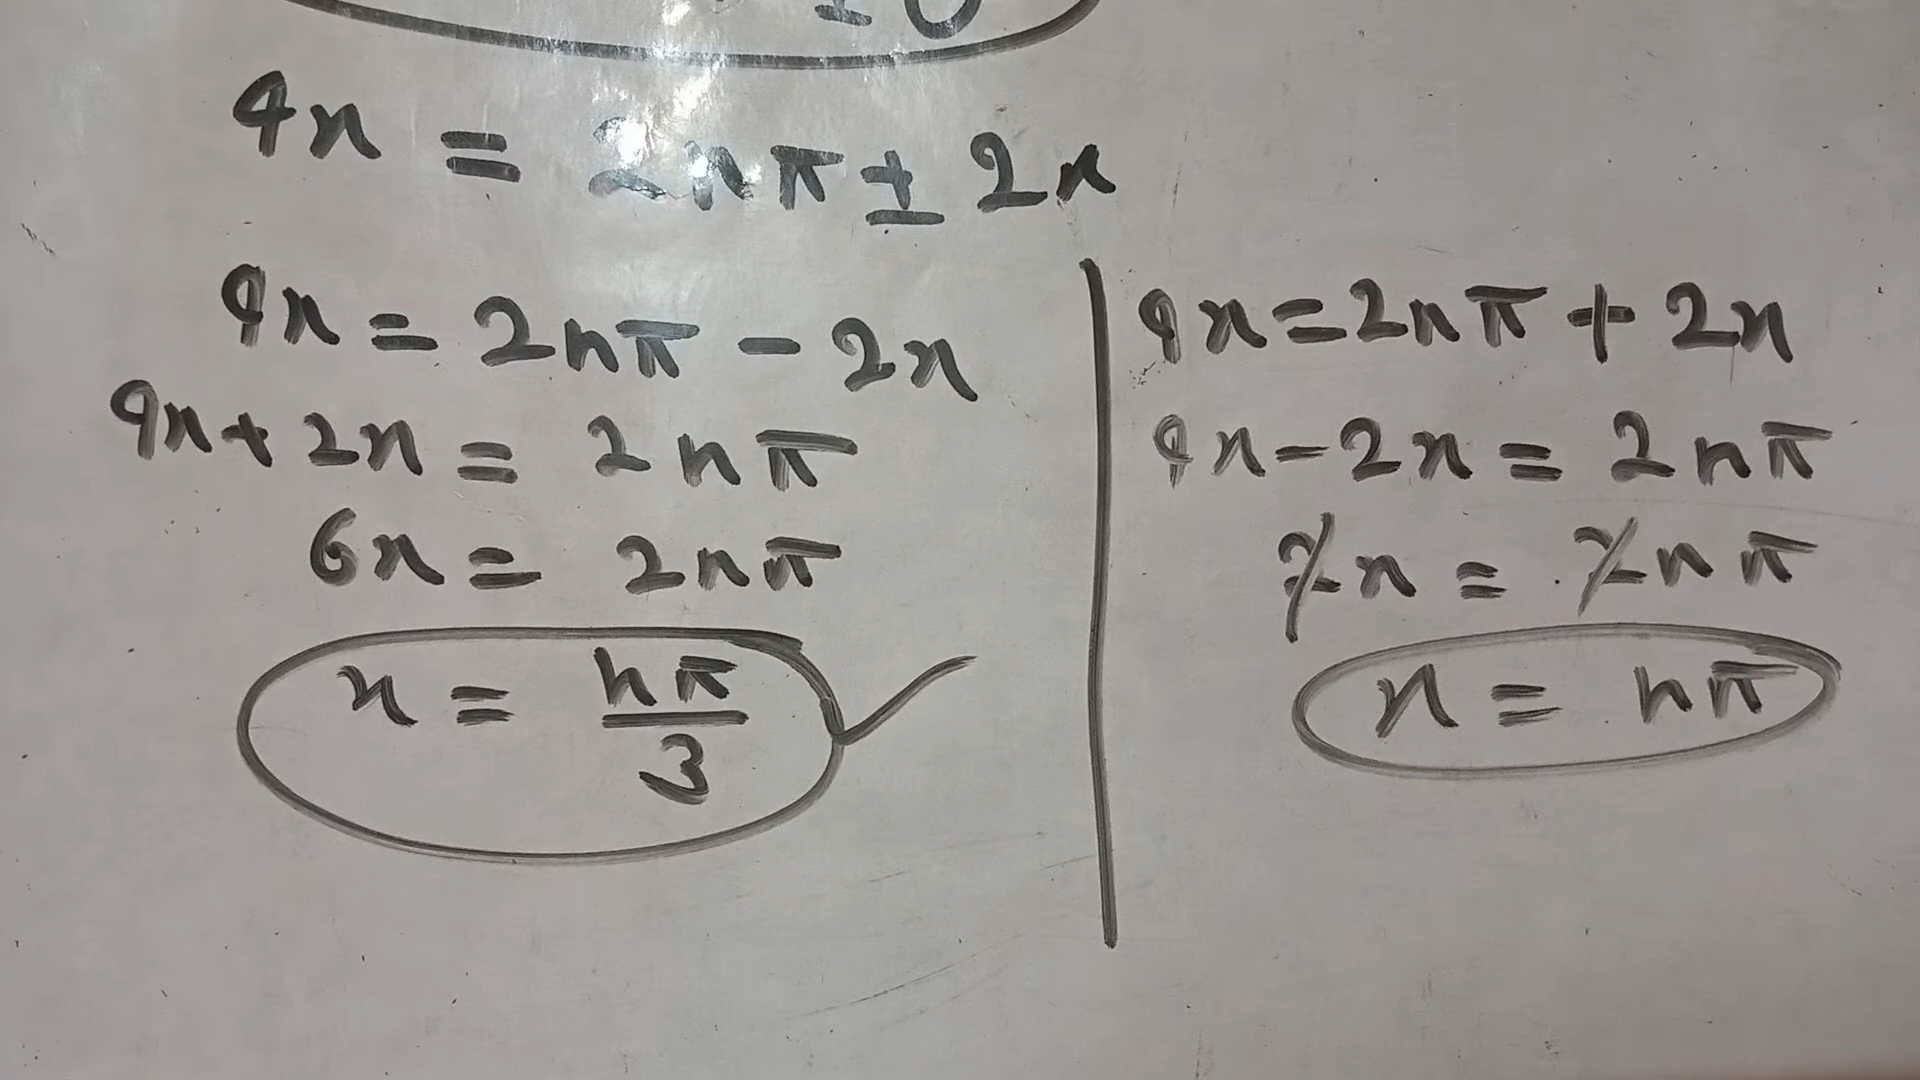 4x = 2nπ ± 2x
4x = 2nπ - 2x
4x + 2x = 2nπ
6x = 2nπ
x = nπ/3
4x = 2nπ + 2x
4x - 2x = 2nπ
2x = 2nπ
x = nπ